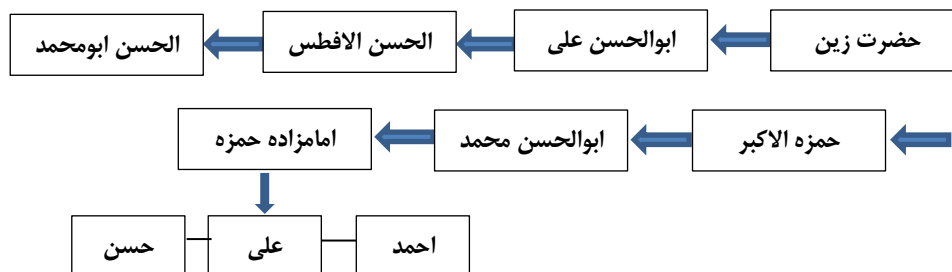 حضرت زین
ابوالحسن علی
الحسن الافطس
الحسن ابومحمد
حمزه الاکبر
ابوالحسن محمد
امامزاده حمزه
احمد
علی
حسن